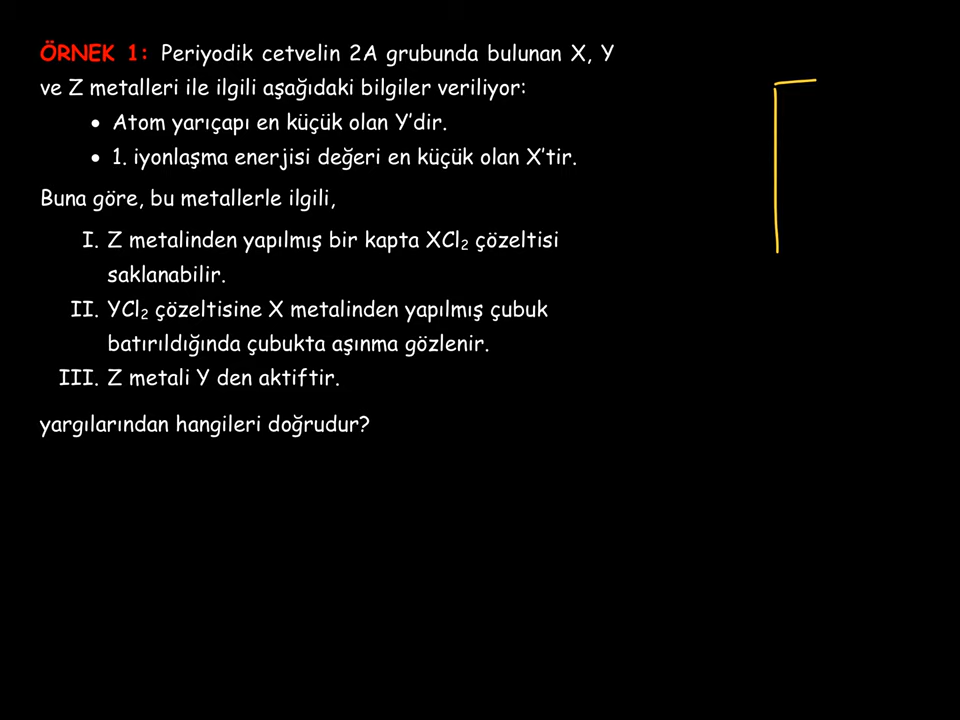 ÖRNEK 1: Periyodik cetvelin 2A grubunda bulunan X, Y
ve Z metalleri ile ilgili aşağıdaki bilgiler veriliyor:
• Atom yarıçapı en küçük olan Y’dir.
• 1. iyonlaşma enerjisi değeri en küçük olan X’tir.
Buna göre, bu metallerle ilgili,
I. Z metalinden yapılmış bir kapta XCl₂ çözeltisi
saklanabilir.
II. YCl₂ çözeltisine X metalinden yapılmış çubuk
batırıldığında çubukta aşınma gözlenir.
III. Z metali Y den aktiftir.
yargılarından hangileri doğrudur?